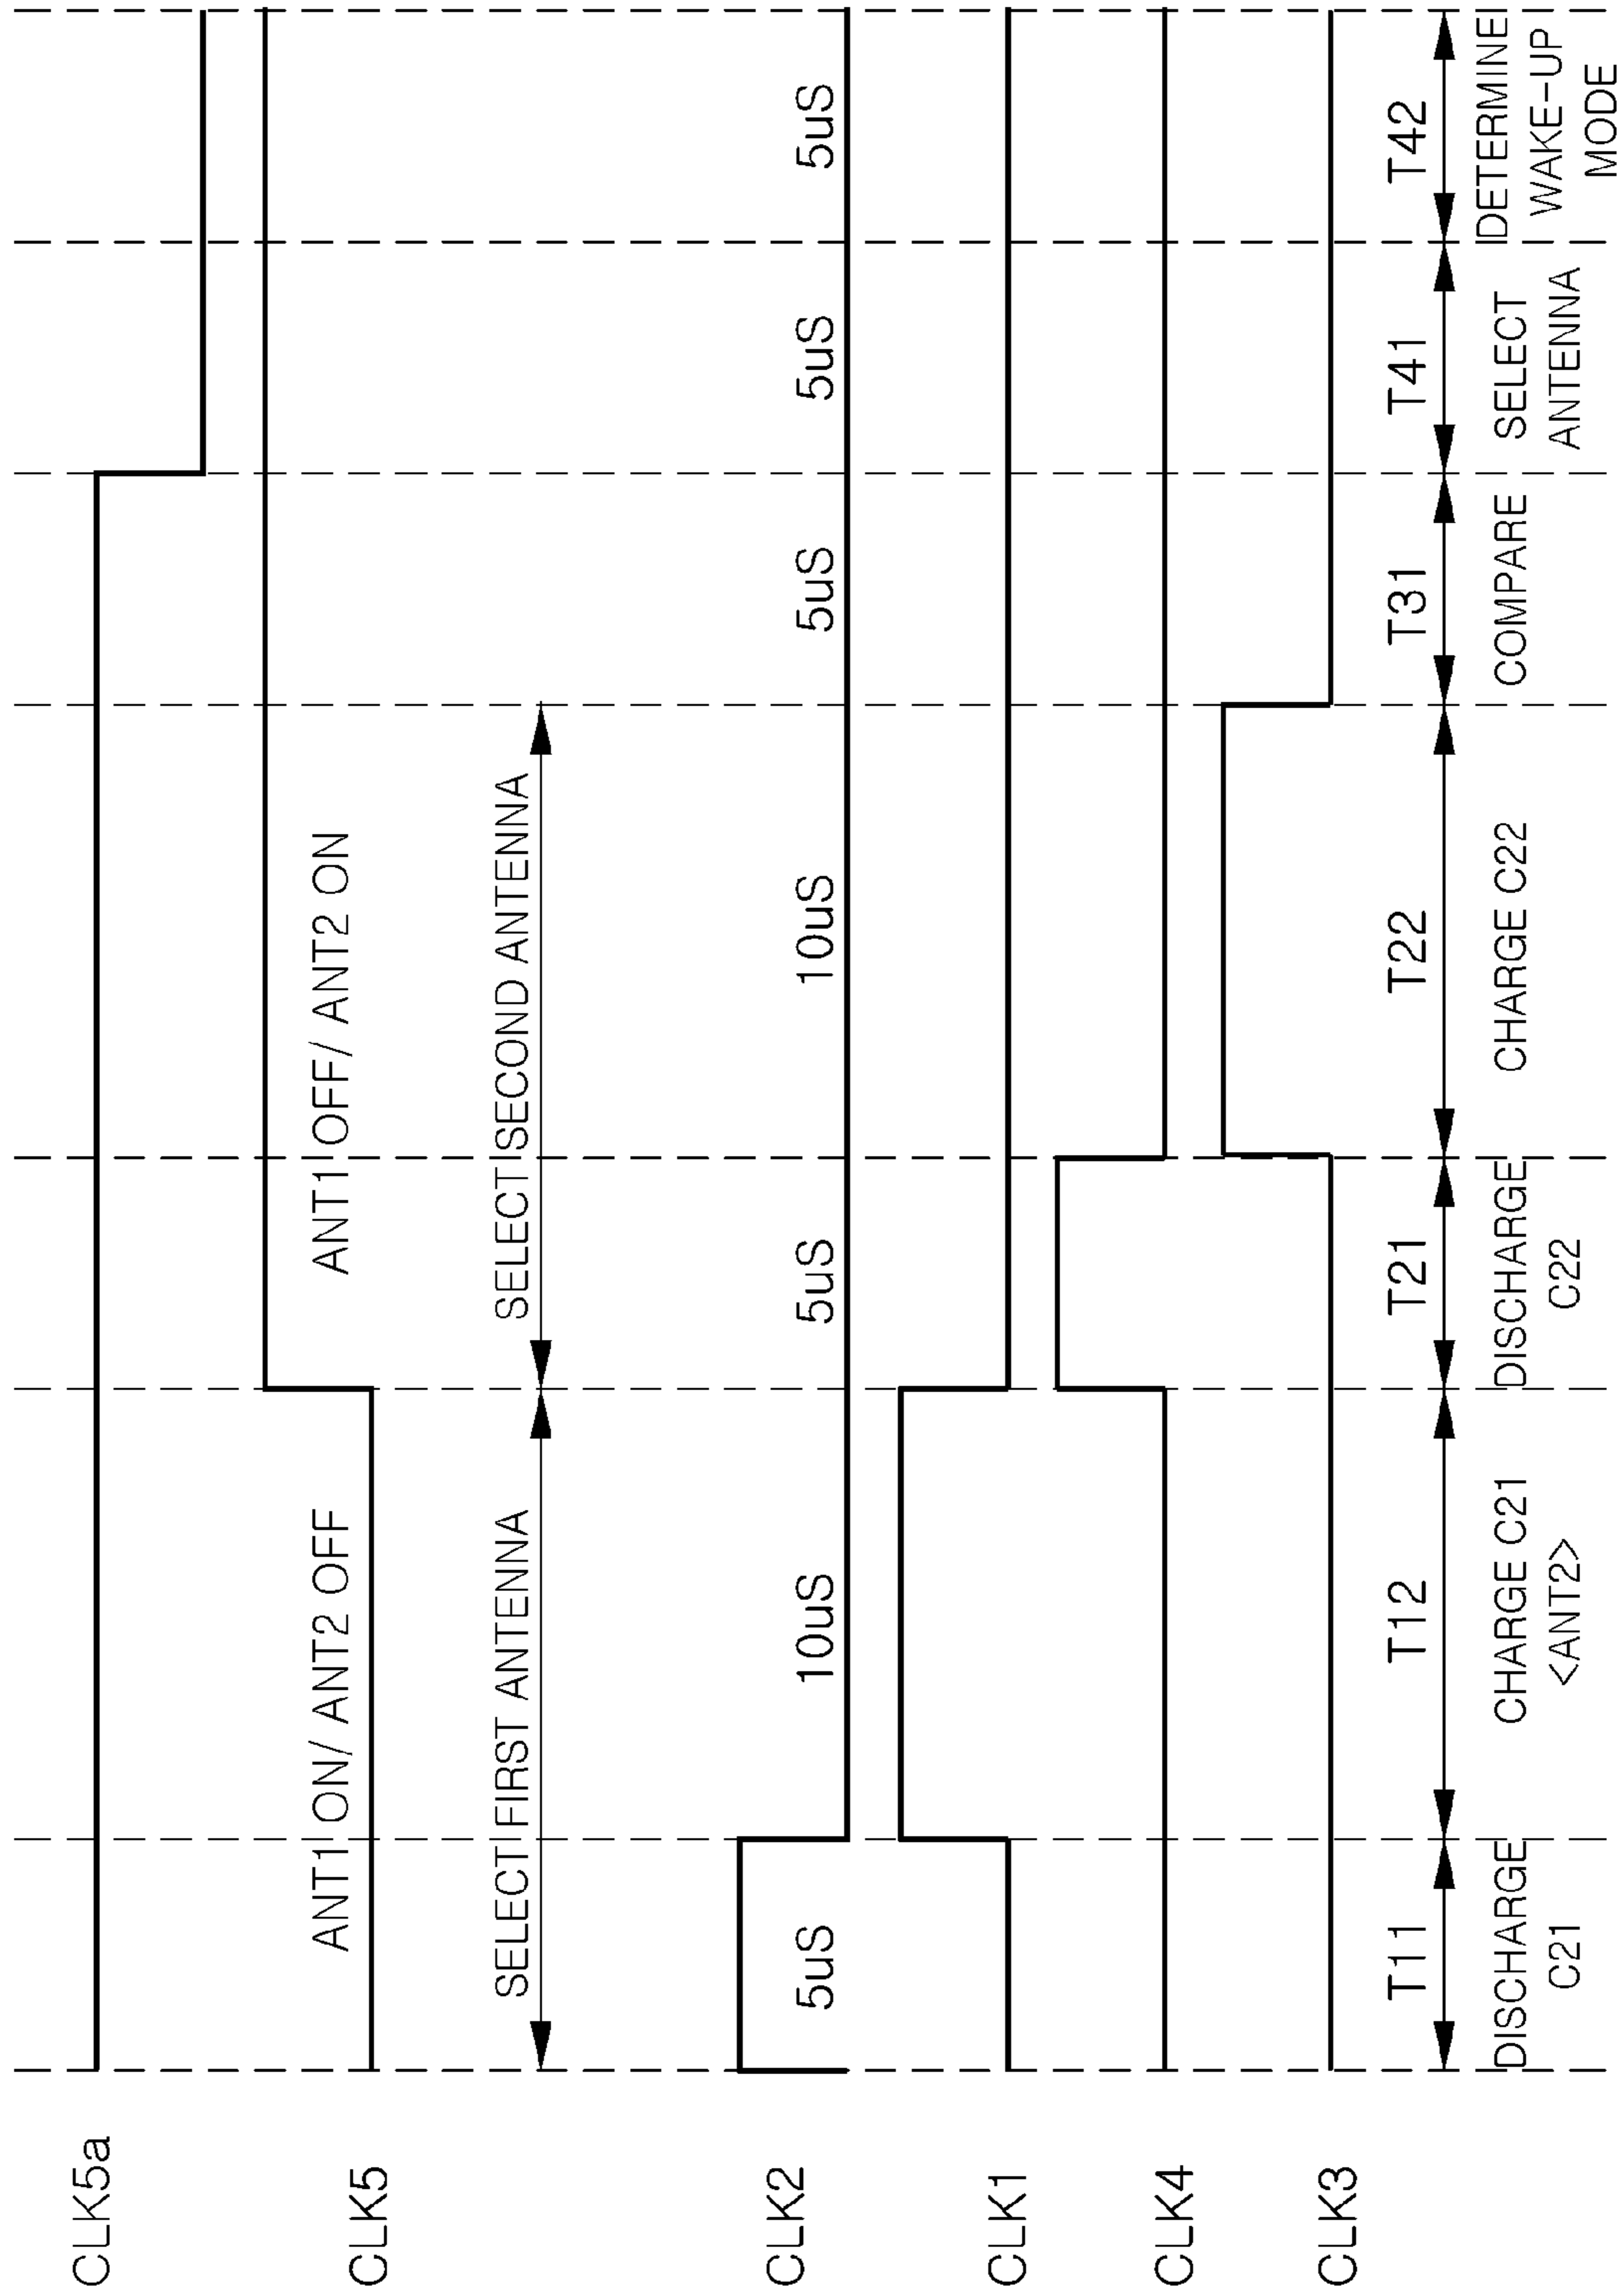 CLK5a
CLK5
ANT1 ON/ ANT2 OFF
ANT1 OFF/ ANT2 ON
SELECT FIRST ANTENNA
SELECT SECOND ANTENNA
CLK2
5uS
10uS
5uS
10uS
5uS
5uS
5uS
CLK1
CLK4
CLK3
T11
T12
T21
T22
T31
T41
T42
DISCHARGE
C21
CHARGE C21
<ANT2>
DISCHARGE
C22
CHARGE C22
COMPARE
SELECT
ANTENNA
DETERMINE
WAKE-UP
MODE